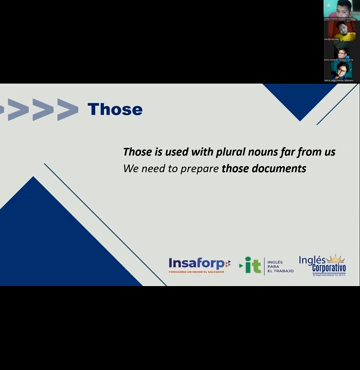 >>>> Those
Those is used with plural nouns far from us
We need to prepare those documents
Insaforp
it
INGLÉS
PARA
EL TRABAJO
Inglés
Corporativo